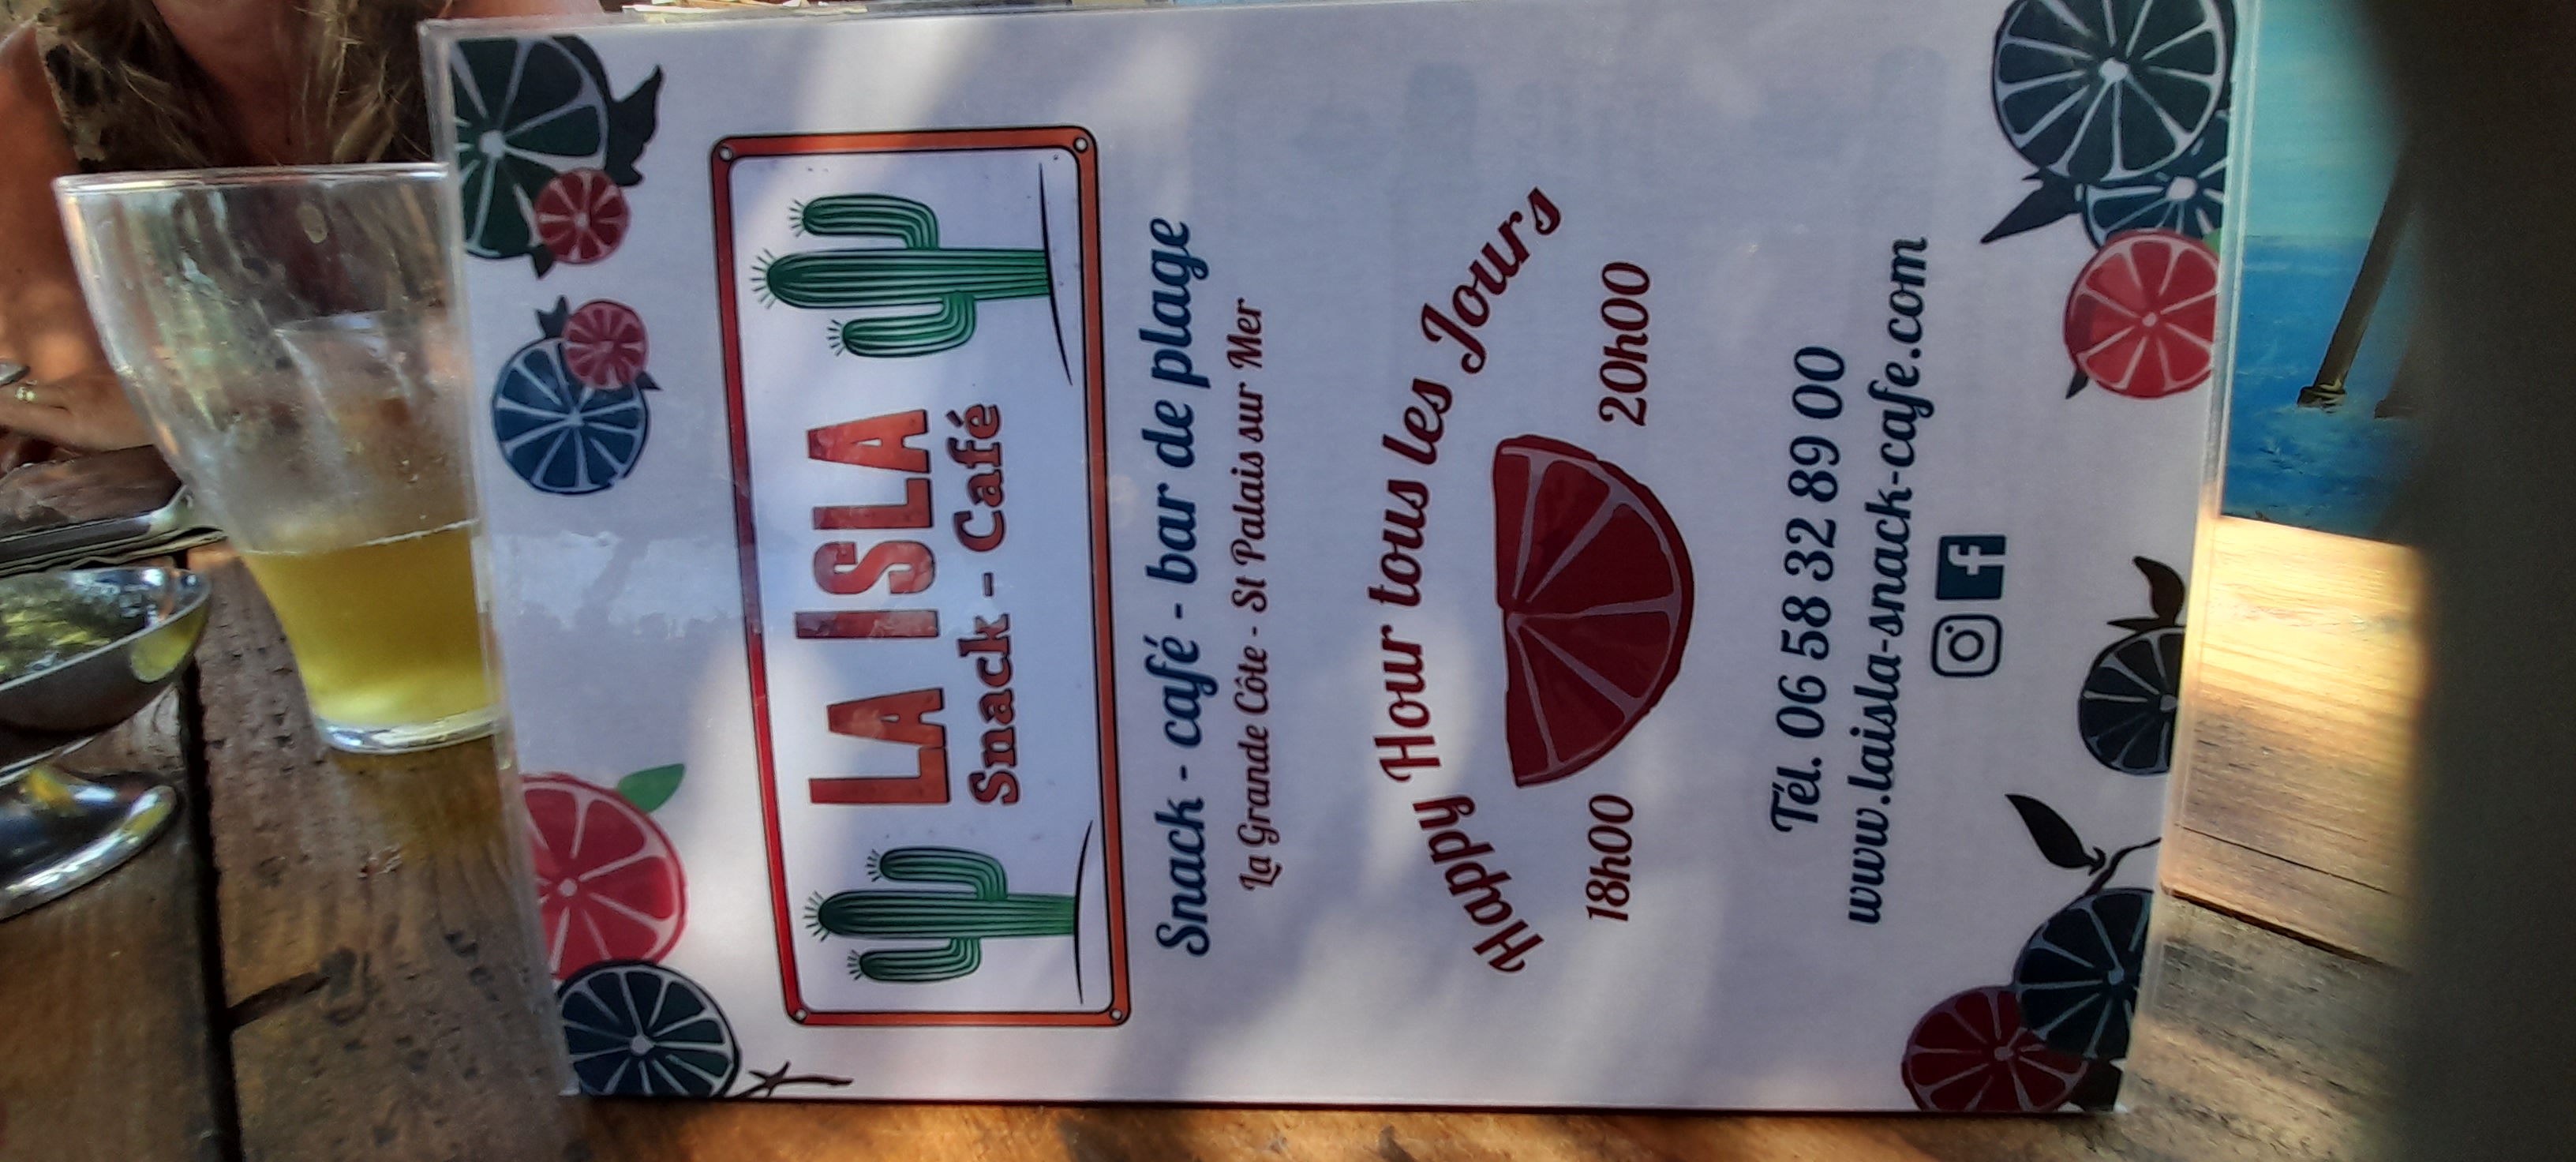 LA ISLA
Snack - Café
Snack - café - bar de plage
La Grande Côte - St Palais sur Mer
Happy Hour tous les Jours
18h00 20h00
Tél. 06 58 32 89 00
www.laisla-snack-cafe.com